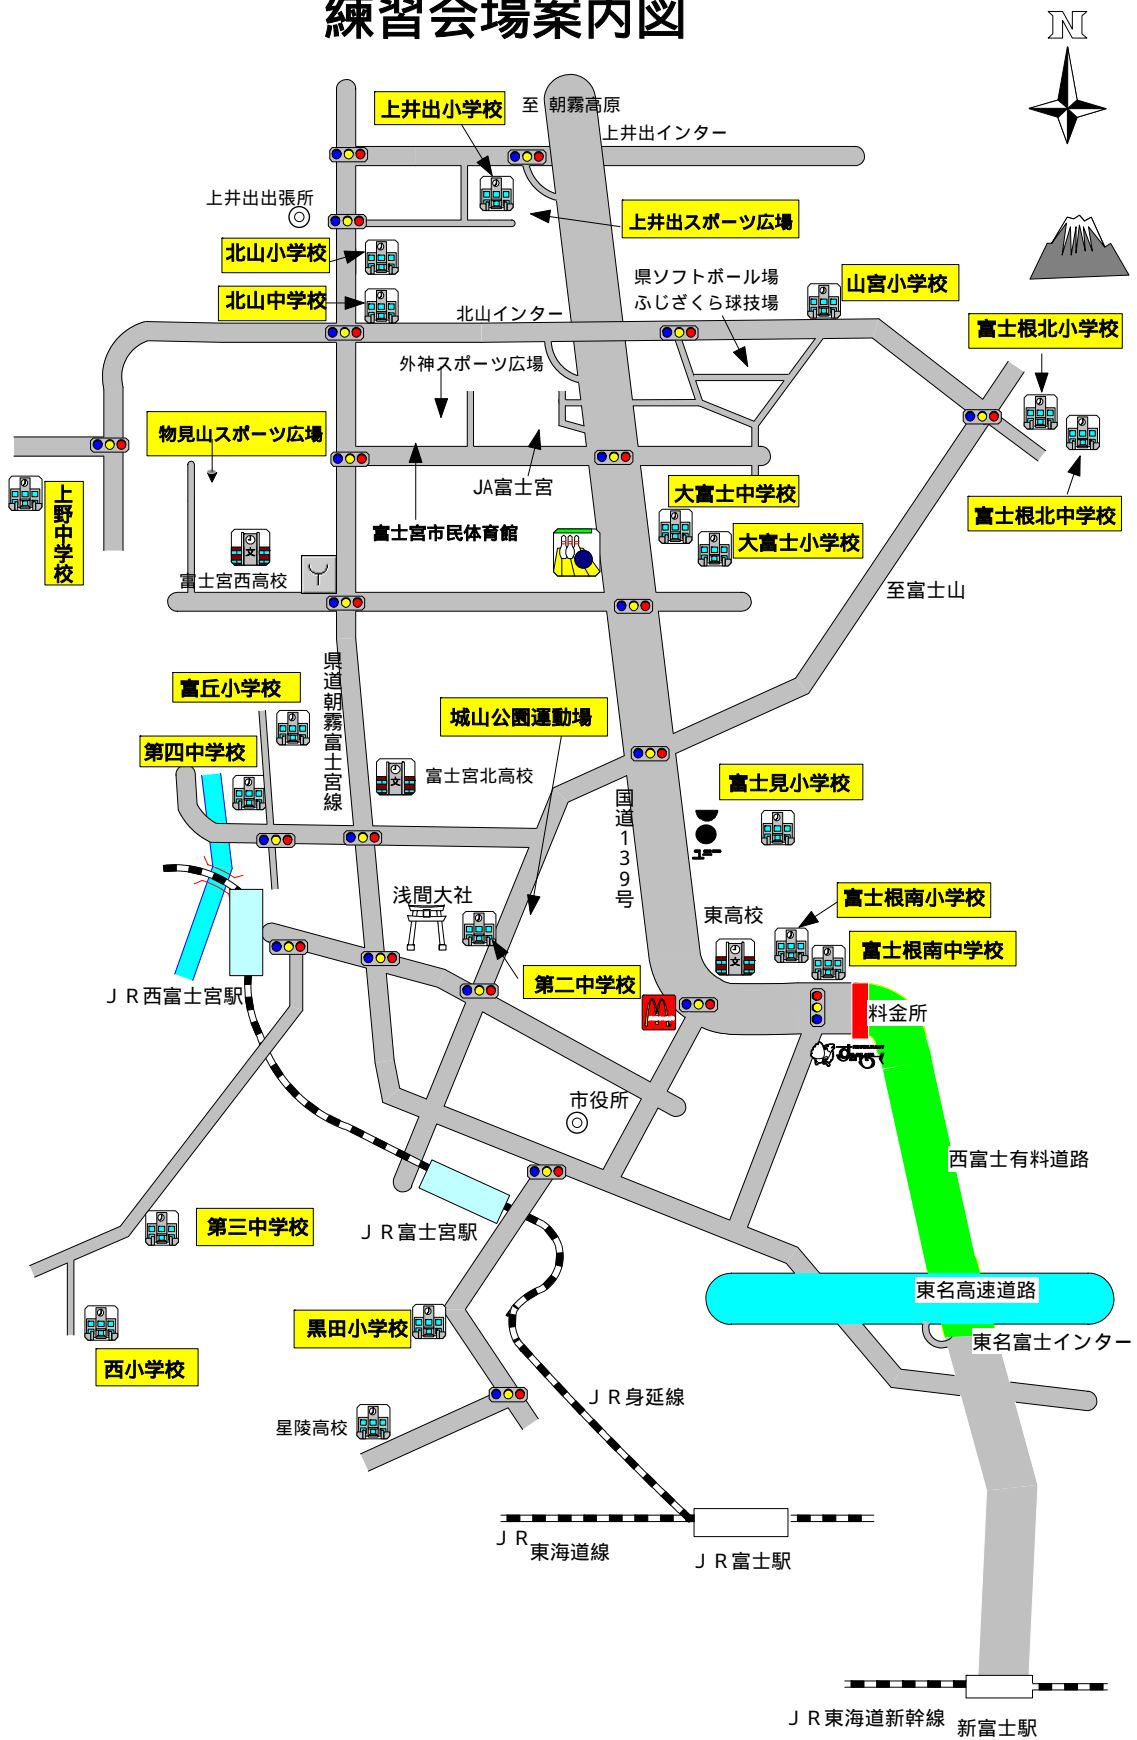 練習会場案内図
N
上井出小学校
至 朝霧高原
上井出インター
上井出出張所
上井出スポーツ広場
北山小学校
県ソフトボール場
ふじざくら球技場
山宮小学校
北山中学校
北山インター
富士根北小学校
外神スポーツ広場
物見山スポーツ広場
JA富士宮
上野中学校
大富士中学校
富士根北中学校
富士宮市民体育館
大富士小学校
富士宮西高校
文
至富士山
県道朝霧富士宮線
富丘小学校
城山公園運動場
第四中学校
富士宮北高校
文
富士見小学校
国道139号
ユニー
浅間大社
富士根南小学校
東高校
文
富士根南中学校
第二中学校
JR西富士宮駅
料金所
市役所
西富士有料道路
第三中学校
JR富士宮駅
東名高速道路
黒田小学校
東名富士インター
西小学校
JR身延線
星陵高校
JR
東海道線
JR富士駅
JR東海道新幹線
新富士駅